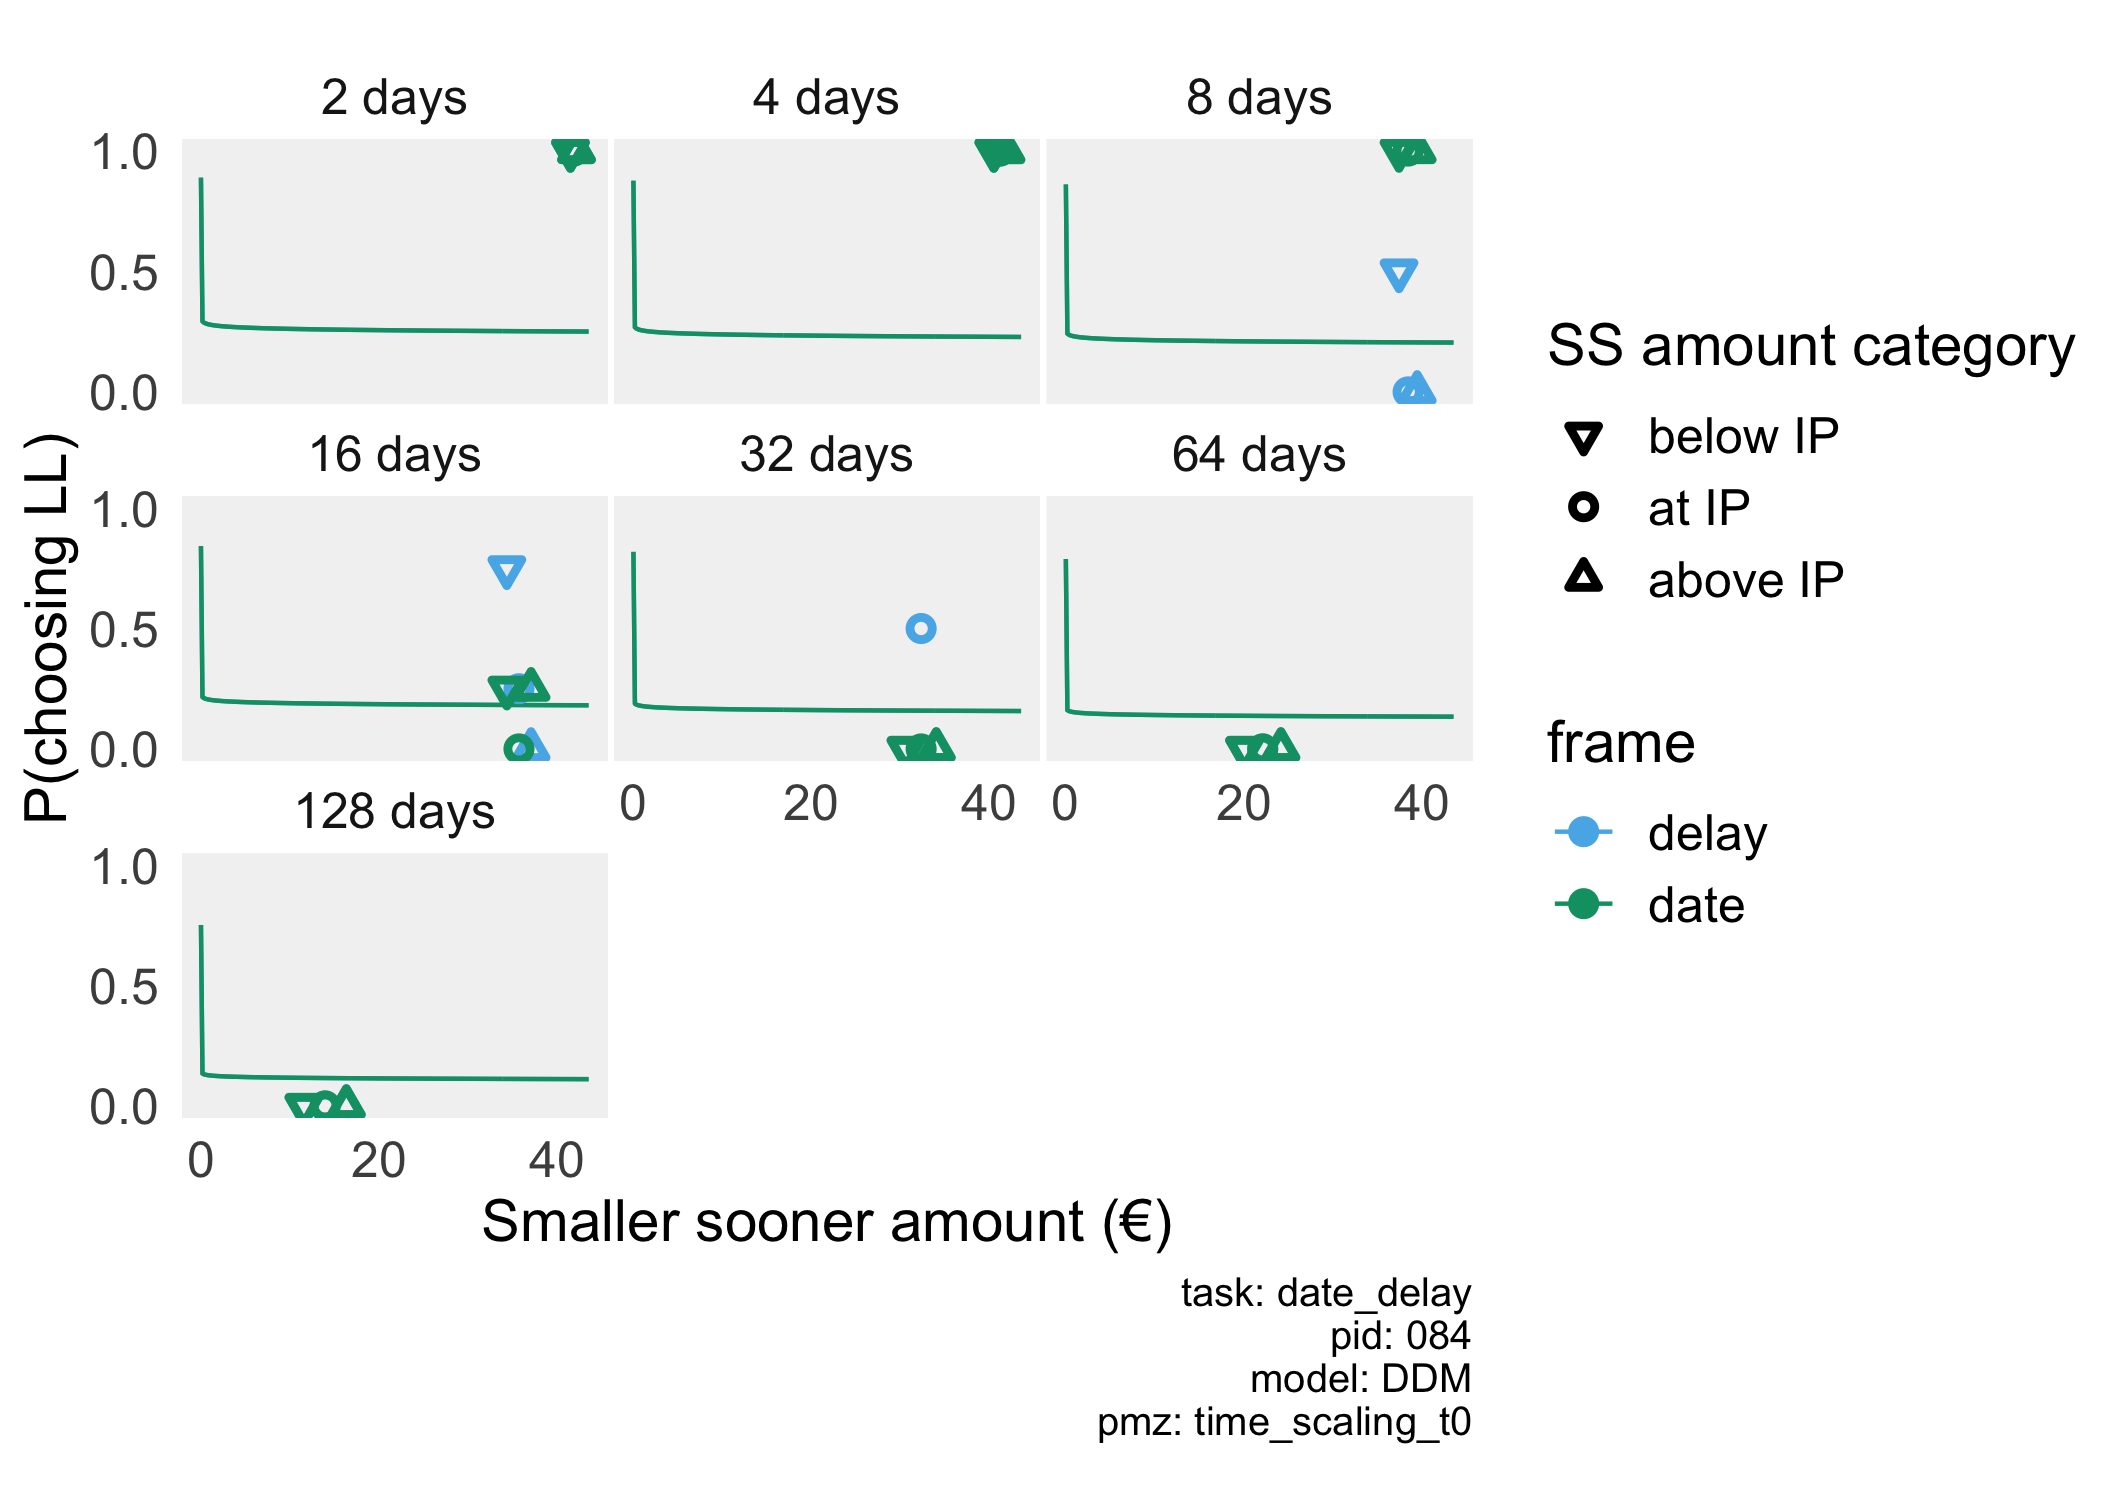 2 days
4 days
8 days
1.0
0.5
0.0
16 days
32 days
64 days
1.0
0.5
0.0
0
20
40
0
20
40
128 days
1.0
0.5
0.0
0
20
40
P(choosing LL)
Smaller sooner amount (€)
SS amount category
below IP
at IP
above IP
frame
delay
date
task: date_delay
pid: 084
model: DDM
pmz: time_scaling_t0